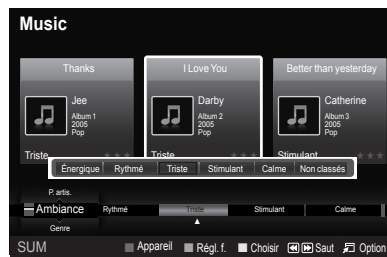 Music
Thanks
I Love You
Better than yesterday
Jee
Album 1
2005
Pop
Darby
Album 2
2005
Pop
Catherine
Album 3
2005
Pop
Triste
Triste
Stimulant
Énergique Rythmé Triste Stimulant Calme Non classés
P. artis.
Ambiance Rythmé Triste Stimulant Calme
Genre
SUM Appareil Régl. f. Choisir Saut Option